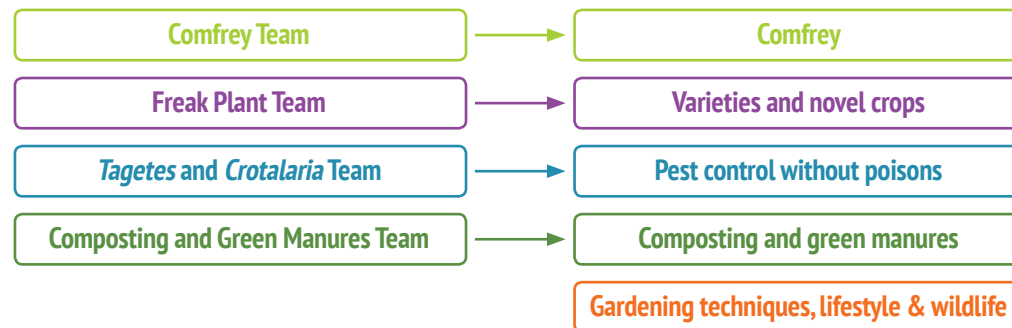 Comfrey Team
Comfrey
Freak Plant Team
Varieties and novel crops
Tagetes and Crotalaria Team
Pest control without poisons
Composting and Green Manures Team
Composting and green manures
Gardening techniques, lifestyle & wildlife